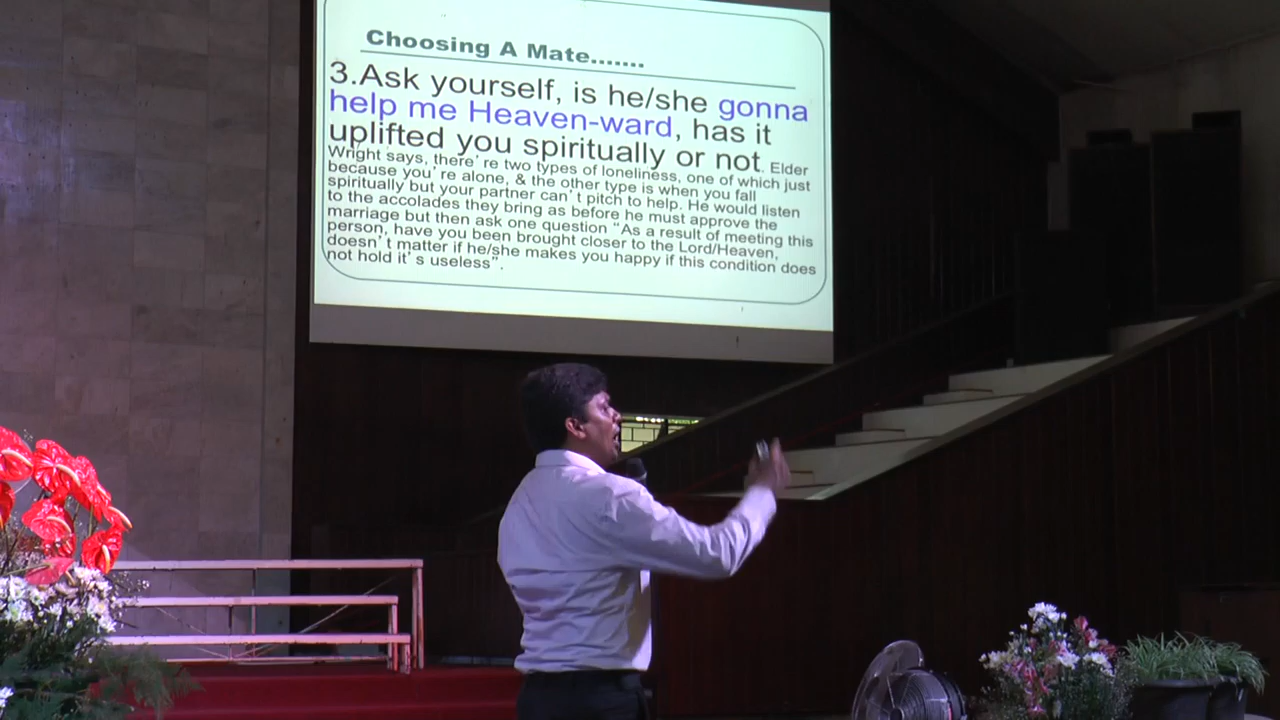 Choosing A Mate.......
3.Ask yourself, is he/she gonna
help me Heaven-ward, has it
uplifted you spiritually or not. Elder
Wright says, there’re two types of loneliness, one of which just
because you’re alone, & the other type is when you fall
spiritually but your partner can’t pitch to help. He would listen
to the accolades they bring as before he must approve the
marriage but then ask one question “As a result of meeting this
person, have you been brought closer to the Lord/Heaven,
doesn’t matter if he/she makes you happy if this condition does
not hold it’s useless”.